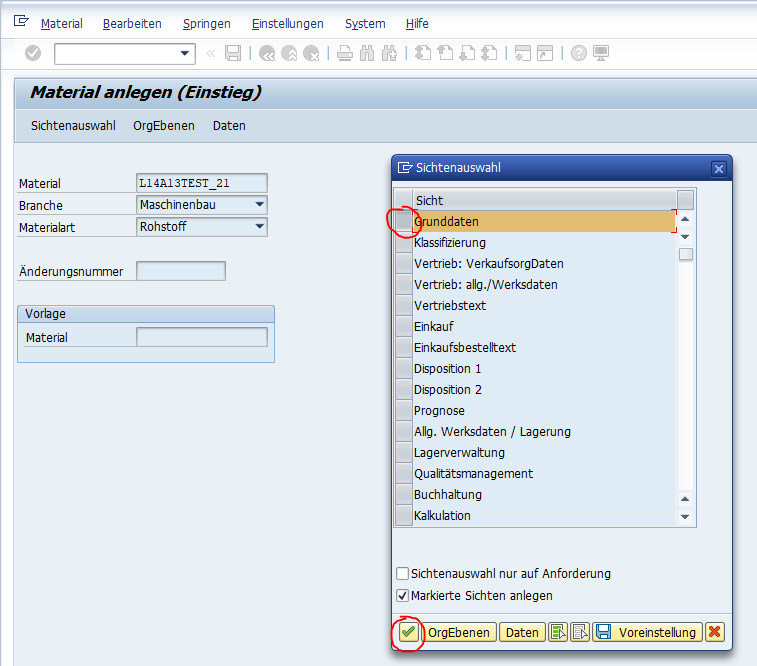 Material Bearbeiten Springen Einstellungen System Hilfe
Material anlegen (Einstieg)
Sichtenauswahl OrgEbenen Daten
Material L14A13TEST_21
Branche Maschinenbau
Materialart Rohstoff
Änderungsnummer
Vorlage
Material
Sichtenauswahl
Sicht
Grunddaten
Klassifizierung
Vertrieb: VerkaufsorgDaten
Vertrieb: allg./Werksdaten
Vertriebstext
Einkauf
Einkaufsbestelltext
Disposition 1
Disposition 2
Prognose
Allg. Werksdaten / Lagerung
Lagerverwaltung
Qualitätsmanagement
Buchhaltung
Kalkulation
Sichtenauswahl nur auf Anforderung
Markierte Sichten anlegen
OrgEbenen Daten Voreinstellung